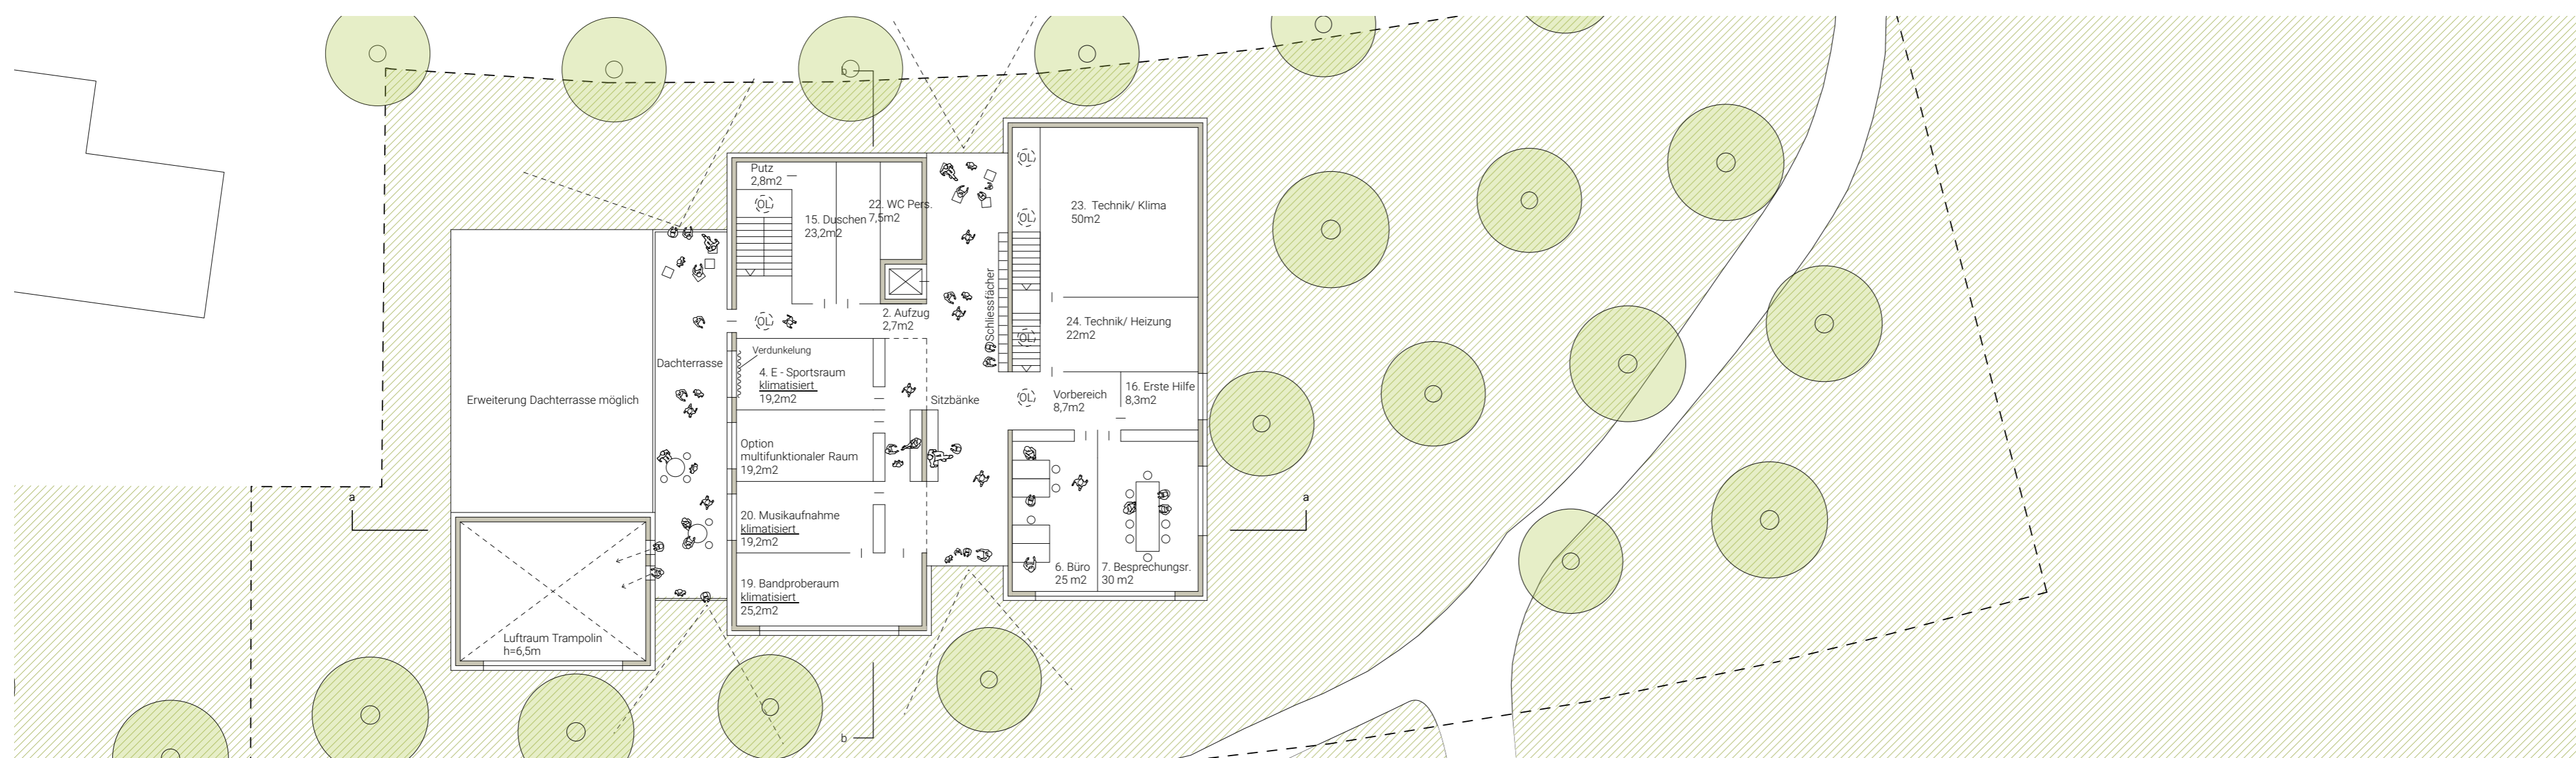 b
Putz
2,8m2
OL
15. Duschen
23,2m2
22. WC Pers.
7,5m2
OL
OL
23. Technik/ Klima
50m2
Schliessfächer
2. Aufzug
2,7m2
OL
OL
24. Technik/ Heizung
22m2
Dachterrasse
Verdunkelung
4. E - Sportsraum
klimatisiert
19,2m2
Sitzbänke
OL
Vorbereich
8,7m2
16. Erste Hilfe
8,3m2
Erweiterung Dachterrasse möglich
Option
multifunktionaler Raum
19,2m2
a
a
20. Musikaufnahme
klimatisiert
19,2m2
19. Bandproberaum
klimatisiert
25,2m2
6. Büro
25 m2
7. Besprechungsr.
30 m2
Luftraum Trampolin
h=6,5m
b